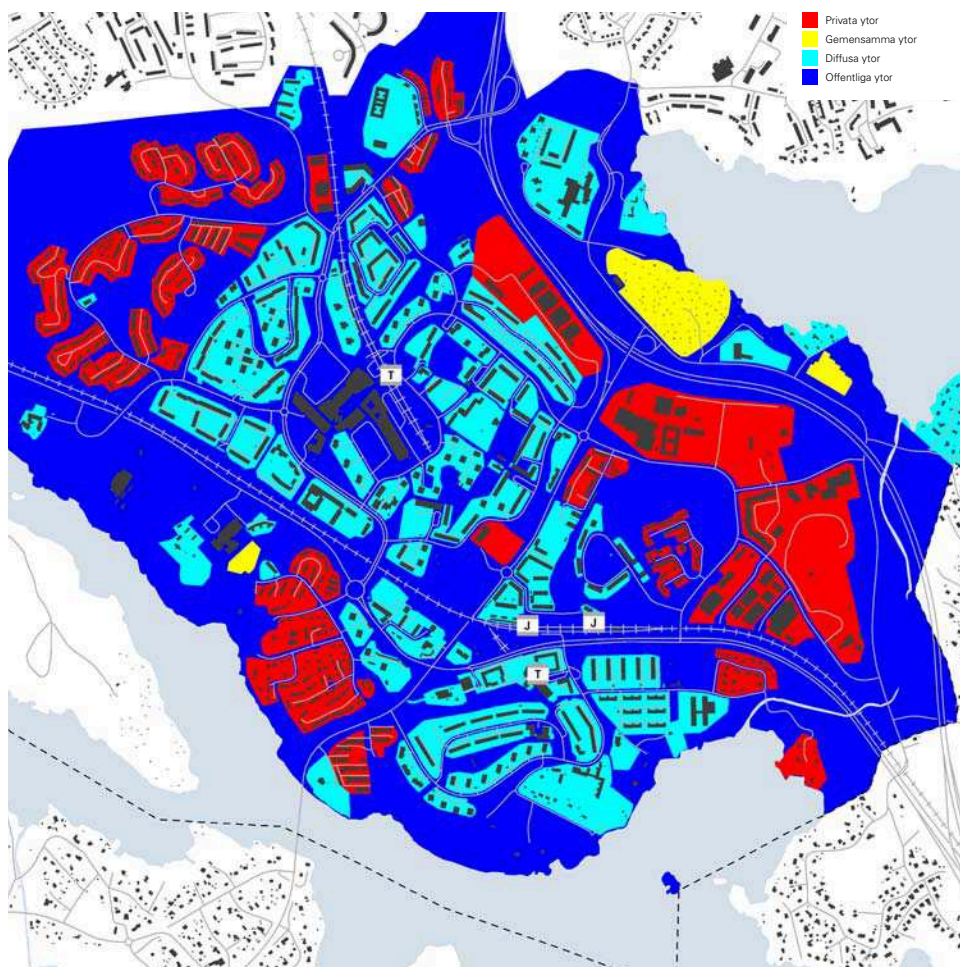 Privata ytor
Gemensamma ytor
Diffusa ytor
Offentliga ytor
T
J
J
T